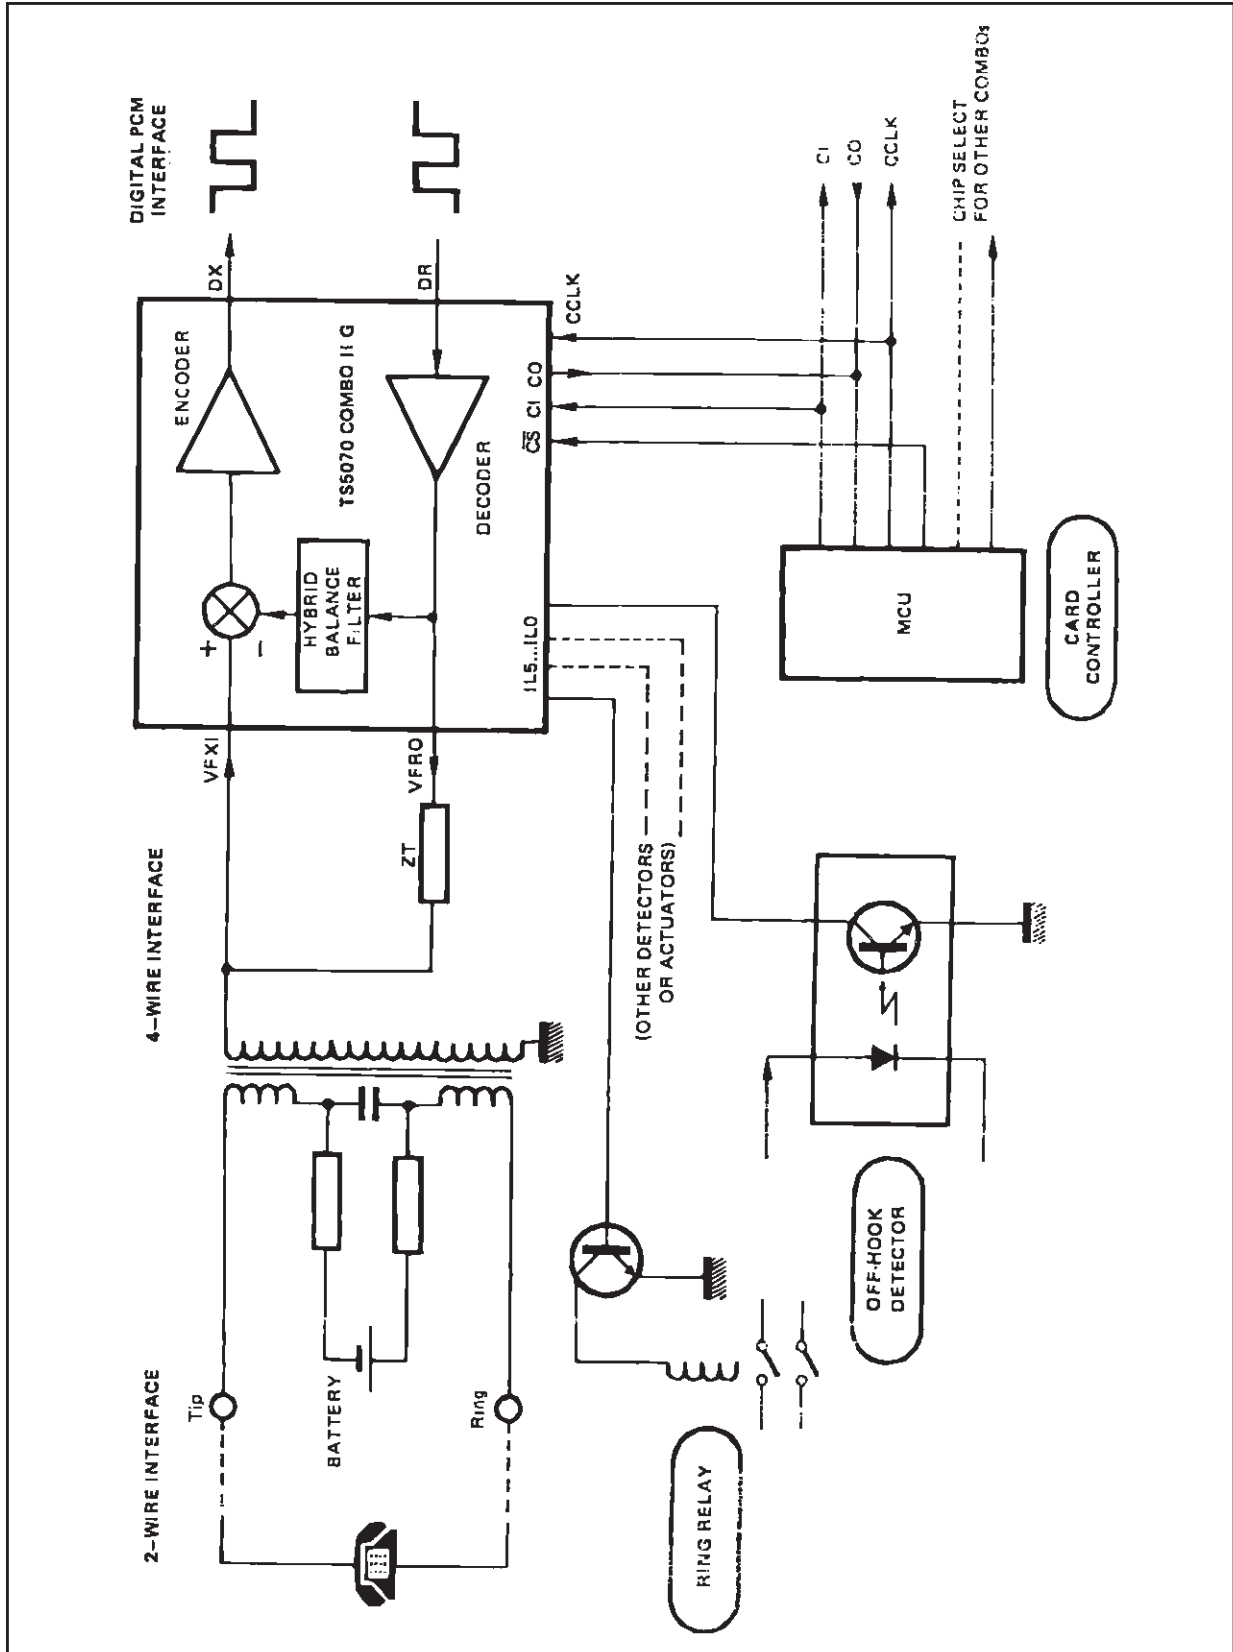 2–WIRE INTERFACE
4–WIRE INTERFACE
DIGITAL PCM
INTERFACE
Tip
BATTERY
Ring
VFXI
VFRO
ZT
+
–
HYBRID
BALANCE
FILTER
ENCODER
TS5070 COMBO II G
DECODER
DX
DR
IL5...IL0
CS CI CO
CCLK
(OTHER DETECTORS
OR ACTUATORS)
CI
CO
CCLK
CHIP SELECT
FOR OTHER COMBOs
MCU
CARD
CONTROLLER
RING RELAY
OFF-HOOK
DETECTOR